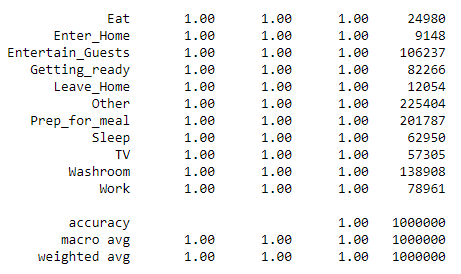 Eat 1.00 1.00 1.00 24980
Enter_Home 1.00 1.00 1.00 9148
Entertain_Guests 1.00 1.00 1.00 106237
Getting_ready 1.00 1.00 1.00 82266
Leave_Home 1.00 1.00 1.00 12054
Other 1.00 1.00 1.00 225404
Prep_for_meal 1.00 1.00 1.00 201787
Sleep 1.00 1.00 1.00 62950
TV 1.00 1.00 1.00 57305
Washroom 1.00 1.00 1.00 138908
Work 1.00 1.00 1.00 78961
accuracy 1.00 1000000
macro avg 1.00 1.00 1.00 1000000
weighted avg 1.00 1.00 1.00 1000000